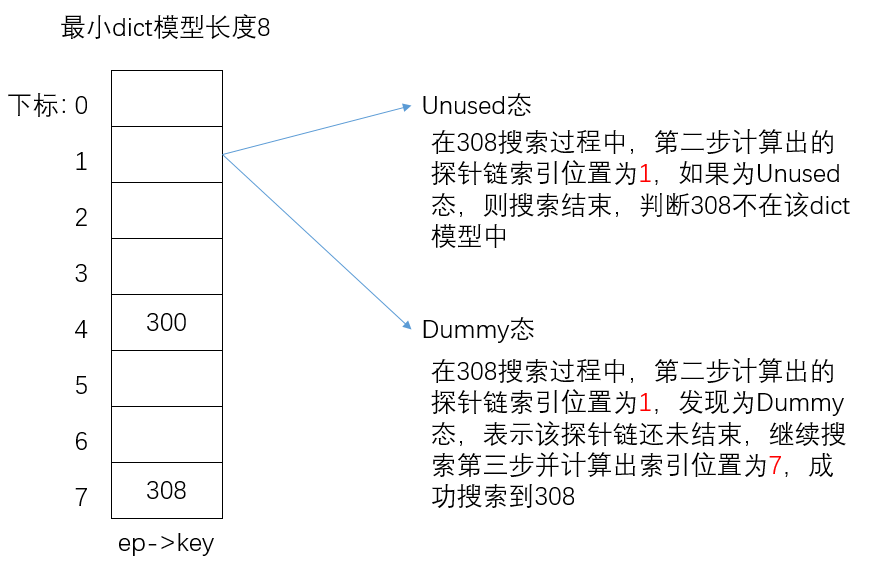 最小dict模型长度8
下标: 0
1
2
3
4 300
5
6
7 308
ep->key
Unused态
在308搜索过程中，第二步计算出的
探针链索引位置为1，如果为Unused
态，则搜索结束，判断308不在该dict
模型中
Dummy态
在308搜索过程中，第二步计算出的
探针链索引位置为1，发现为Dummy
态，表示该探针链还未结束，继续搜
索第三步并计算出索引位置为7，成
功搜索到308